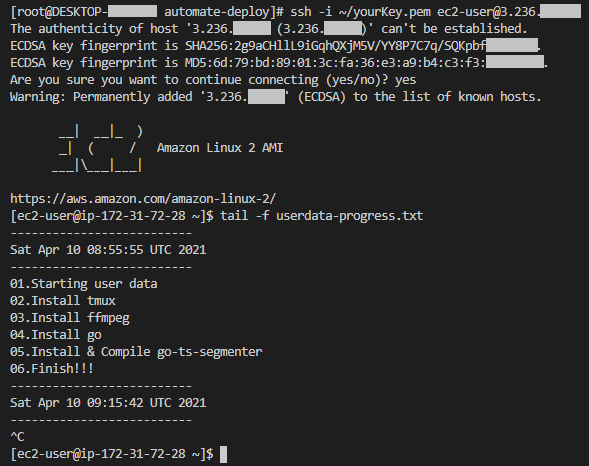 [root@DESKTOP- automate-deploy]# ssh -i ~/yourKey.pem ec2-user@3.236.
The authenticity of host '3.236. (3.236. )' can't be established.
ECDSA key fingerprint is SHA256:2g9aCHllL9iGqhQXjM5V/YY8P7C7q/SQKpbf .
ECDSA key fingerprint is MD5:6d:79:bd:89:01:3c:fa:36:e3:a9:b4:c3:f3: .
Are you sure you want to continue connecting (yes/no)? yes
Warning: Permanently added '3.236. ' (ECDSA) to the list of known hosts.
__|  __|_  )
_|  (     /   Amazon Linux 2 AMI
___|\___|___|
https://aws.amazon.com/amazon-linux-2/
[ec2-user@ip-172-31-72-28 ~]$ tail -f userdata-progress.txt
--------------------------
Sat Apr 10 08:55:55 UTC 2021
--------------------------
01.Starting user data
02.Install tmux
03.Install ffmpeg
04.Install go
05.Install & Compile go-ts-segmenter
06.Finish!!!
--------------------------
Sat Apr 10 09:15:42 UTC 2021
--------------------------
^C
[ec2-user@ip-172-31-72-28 ~]$